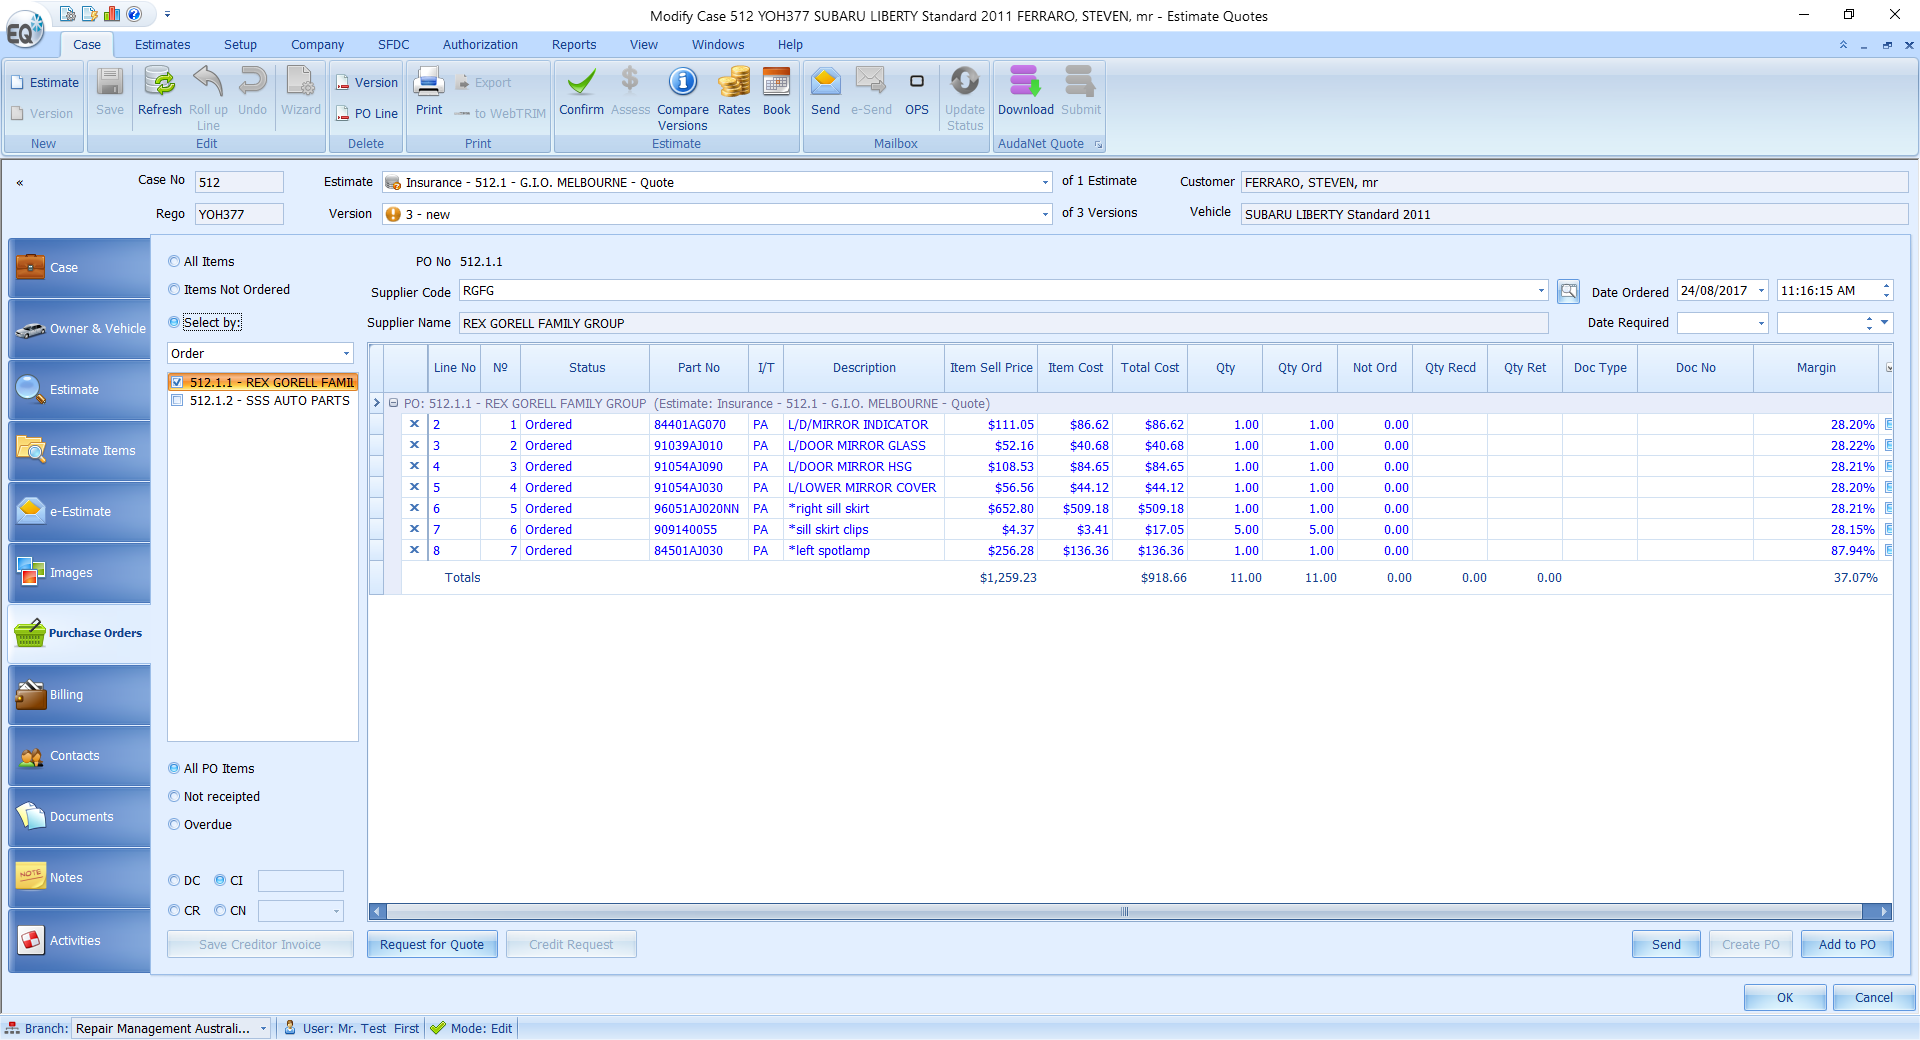 Modify Case 512 YOH377 SUBARU LIBERTY Standard 2011 FERRARO, STEVEN, mr - Estimate Quotes
EQ
Case Estimates Setup Company SFDC Authorization Reports View Windows Help
Estimate
Version
New
Save
Refresh
Roll up Line
Undo
Wizard
Edit
Version
PO Line
Delete
Print
Export
to WebTRIM
Print
Confirm
Assess
Compare Versions
Rates
Book
Estimate
Send
e-Send
OPS
Update Status
Mailbox
Download
Submit
AudaNet Quote
«
Case No 512 Estimate Insurance - 512.1 - G.I.O. MELBOURNE - Quote of 1 Estimate Customer FERRARO, STEVEN, mr
Rego YOH377 Version 3 - new of 3 Versions Vehicle SUBARU LIBERTY Standard 2011
Case
Owner & Vehicle
Estimate
Estimate Items
e-Estimate
Images
Purchase Orders
Billing
Contacts
Documents
NOTE
Notes
Activities
All Items
Items Not Ordered
Select by:
Order
512.1.1 - REX GORELL FAMIL
512.1.2 - SSS AUTO PARTS
All PO Items
Not receipted
Overdue
DC CI
CR CN
Save Creditor Invoice
PO No 512.1.1
Supplier Code RGFG Date Ordered 24/08/2017 11:16:15 AM
Supplier Name REX GORELL FAMILY GROUP Date Required
Line No Nº Status Part No I/T Description Item Sell Price Item Cost Total Cost Qty Qty Ord Not Ord Qty Recd Qty Ret Doc Type Doc No Margin
PO: 512.1.1 - REX GORELL FAMILY GROUP (Estimate: Insurance - 512.1 - G.I.O. MELBOURNE - Quote)
2 1 Ordered 84401AG070 PA L/D/MIRROR INDICATOR $111.05 $86.62 $86.62 1.00 1.00 0.00 28.20%
3 2 Ordered 91039AJ010 PA L/DOOR MIRROR GLASS $52.16 $40.68 $40.68 1.00 1.00 0.00 28.22%
4 3 Ordered 91054AJ090 PA L/DOOR MIRROR HSG $108.53 $84.65 $84.65 1.00 1.00 0.00 28.21%
5 4 Ordered 91054AJ030 PA L/LOWER MIRROR COVER $56.56 $44.12 $44.12 1.00 1.00 0.00 28.20%
6 5 Ordered 96051AJ020NN PA *right sill skirt $652.80 $509.18 $509.18 1.00 1.00 0.00 28.21%
7 6 Ordered 909140055 PA *sill skirt clips $4.37 $3.41 $17.05 5.00 5.00 0.00 28.15%
8 7 Ordered 84501AJ030 PA *left spotlamp $256.28 $136.36 $136.36 1.00 1.00 0.00 87.94%
Totals $1,259.23 $918.66 11.00 11.00 0.00 0.00 0.00 37.07%
Request for Quote Credit Request Send Create PO Add to PO
OK Cancel
Branch: Repair Management Australi... User: Mr. Test First Mode: Edit